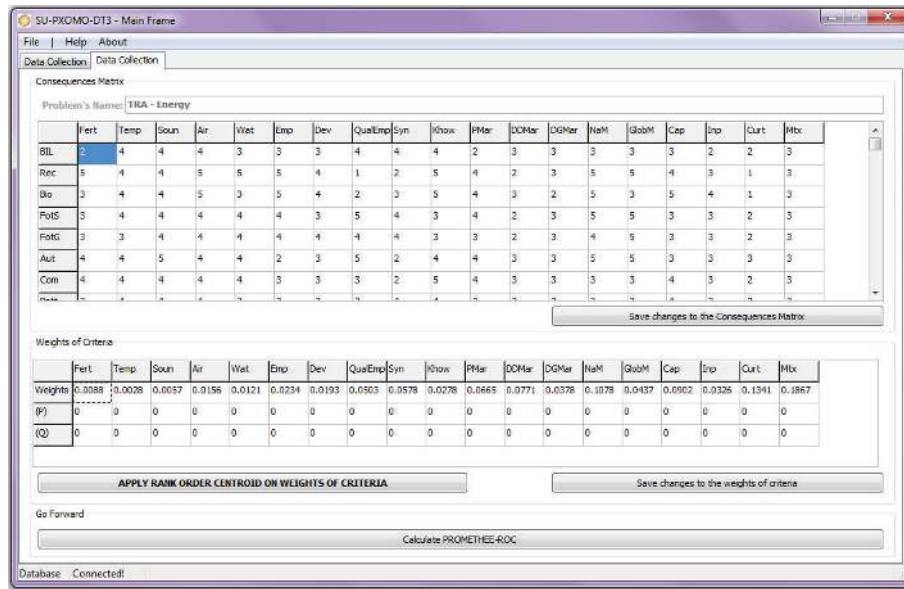 SU-PXOMO-DT3 - Main Frame
File | Help About
Data Collection Data Collection
Consequences Matrix
Problem's Name: TRA - Energy
Fert Temp Soun Air Wat Emp Dev QualEmp Syn Khow PMar DOMar DGMar NaM GlobM Cap Inp Curt Mtx
BIL 2 4 4 4 3 3 3 4 4 4 2 3 3 3 3 3 2 2 3
Rec 5 4 4 5 5 5 4 1 2 5 4 2 3 5 5 4 3 1 3
Bio 3 4 4 5 3 5 4 2 3 5 4 3 2 5 3 5 4 1 3
FotS 3 4 4 4 4 4 3 5 4 3 4 2 3 5 5 3 3 2 3
FotG 3 3 4 4 4 4 4 4 4 3 3 2 3 4 5 3 3 2 3
Aut 4 4 5 4 4 2 3 5 2 4 4 3 3 5 5 3 3 3 3
Com 4 4 4 4 4 3 3 3 2 5 4 3 3 3 3 4 3 2 3
Save changes to the Consequences Matrix
Weights of Criteria
Fert Temp Soun Air Wat Emp Dev QualEmp Syn Khow PMar DOMar DGMar NaM GlobM Cap Inp Curt Mtx
Weights 0.0088 0.0028 0.0057 0.0156 0.0121 0.0234 0.0193 0.0503 0.0578 0.0278 0.0665 0.0771 0.0378 0.1078 0.0437 0.0902 0.0326 0.1341 0.1867
(P) 0 0 0 0 0 0 0 0 0 0 0 0 0 0 0 0 0 0 0
(Q) 0 0 0 0 0 0 0 0 0 0 0 0 0 0 0 0 0 0 0
APPLY RANK ORDER CENTROID ON WEIGHTS OF CRITERIA
Save changes to the weights of criteria
Go Forward
Calculate PROMETHEE-ROC
Database Connected!